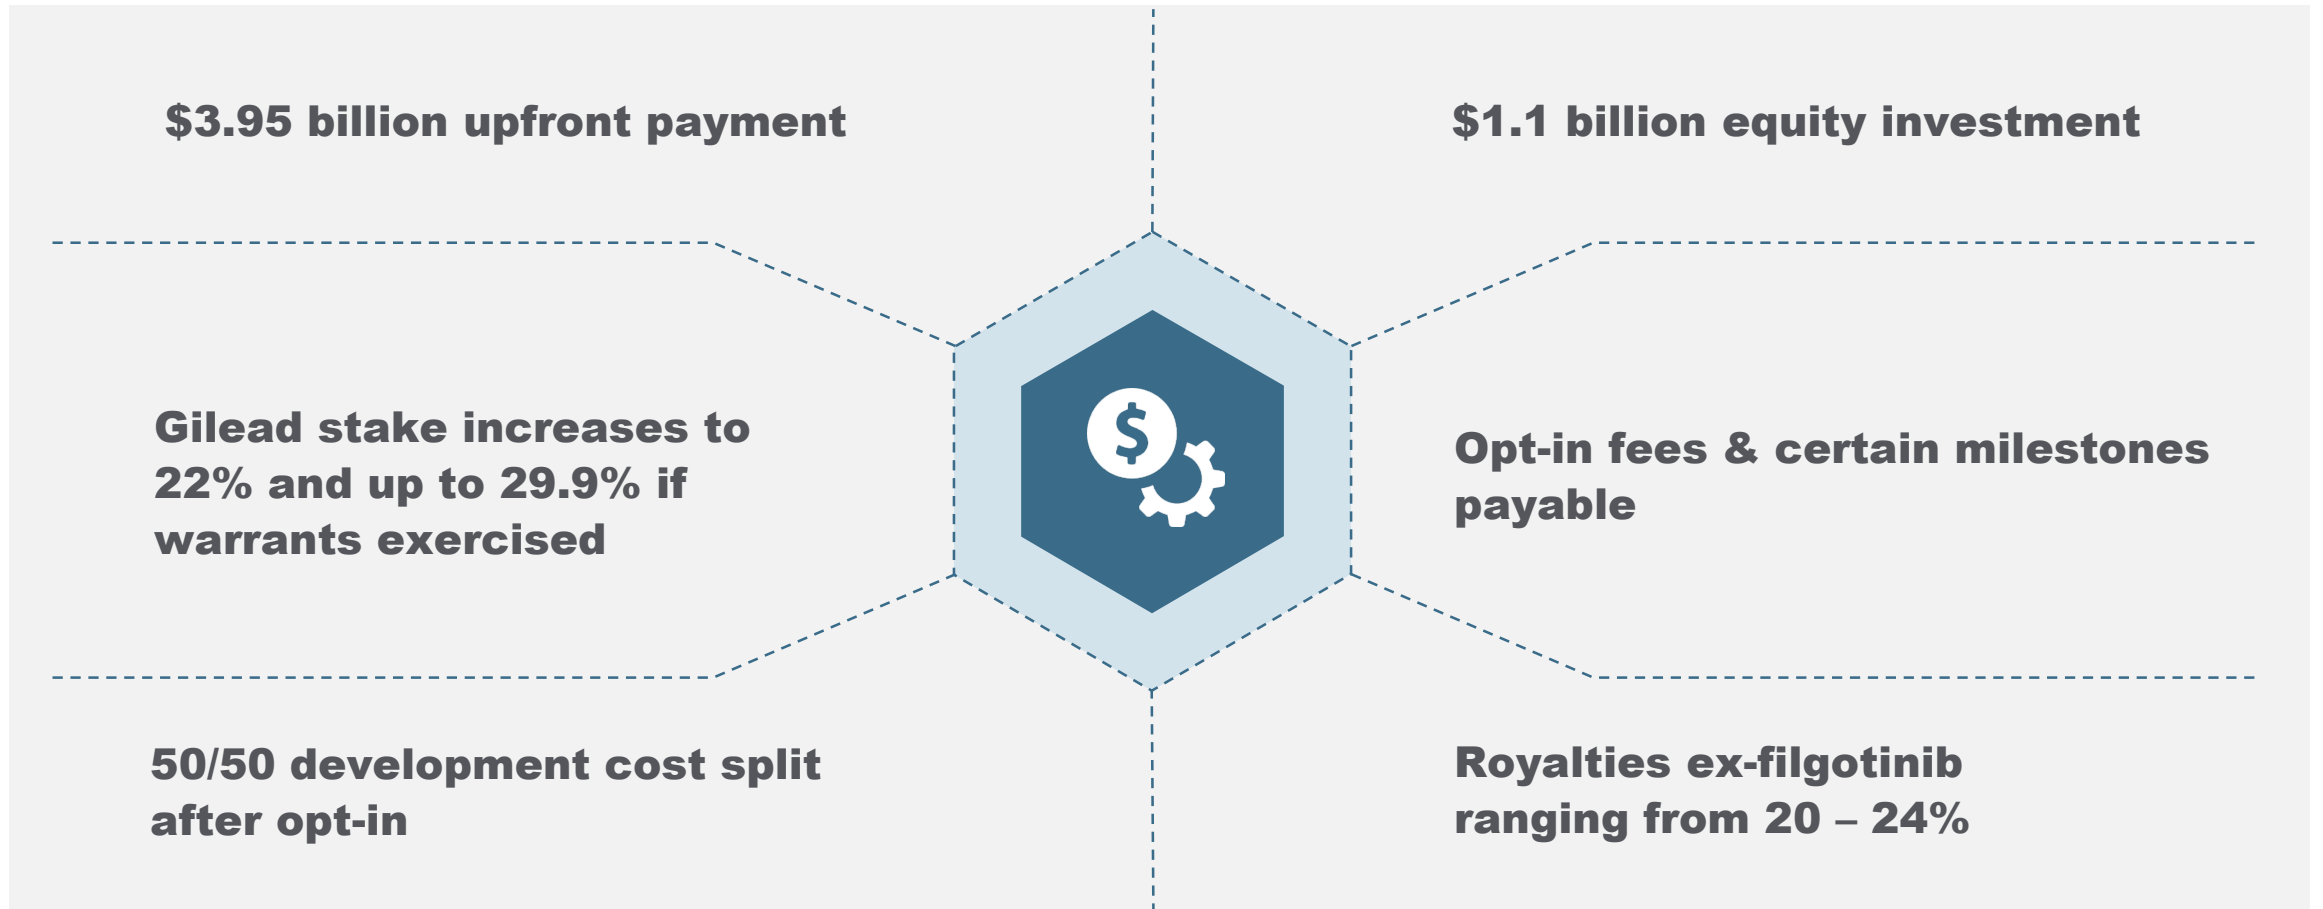 $3.95 billion upfront payment
$1.1 billion equity investment
Gilead stake increases to
22% and up to 29.9% if
warrants exercised
Opt-in fees & certain milestones
payable
50/50 development cost split
after opt-in
Royalties ex-filgotinib
ranging from 20 – 24%
$